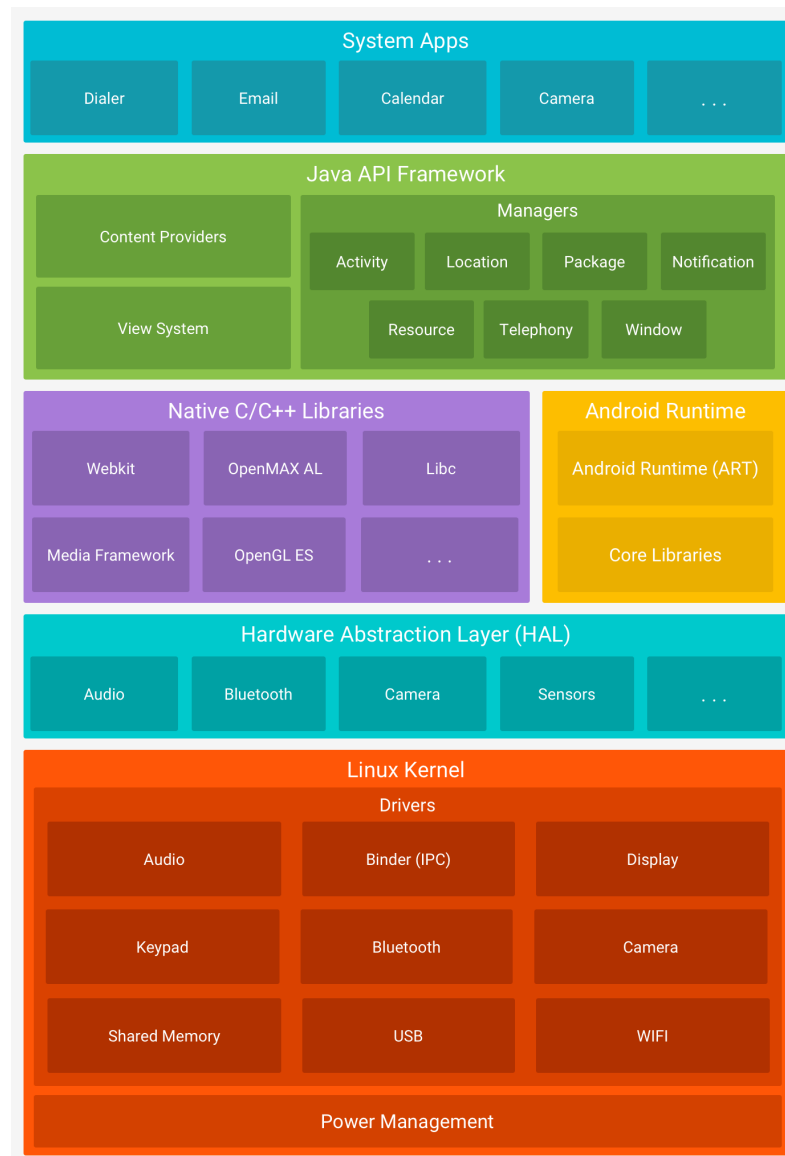 System Apps
Dialer
Email
Calendar
Camera
. . .
Java API Framework
Content Providers
View System
Managers
Activity
Location
Package
Notification
Resource
Telephony
Window
Native C/C++ Libraries
Webkit
OpenMAX AL
Libc
Media Framework
OpenGL ES
. . .
Android Runtime
Android Runtime (ART)
Core Libraries
Hardware Abstraction Layer (HAL)
Audio
Bluetooth
Camera
Sensors
. . .
Linux Kernel
Drivers
Audio
Binder (IPC)
Display
Keypad
Bluetooth
Camera
Shared Memory
USB
WIFI
Power Management